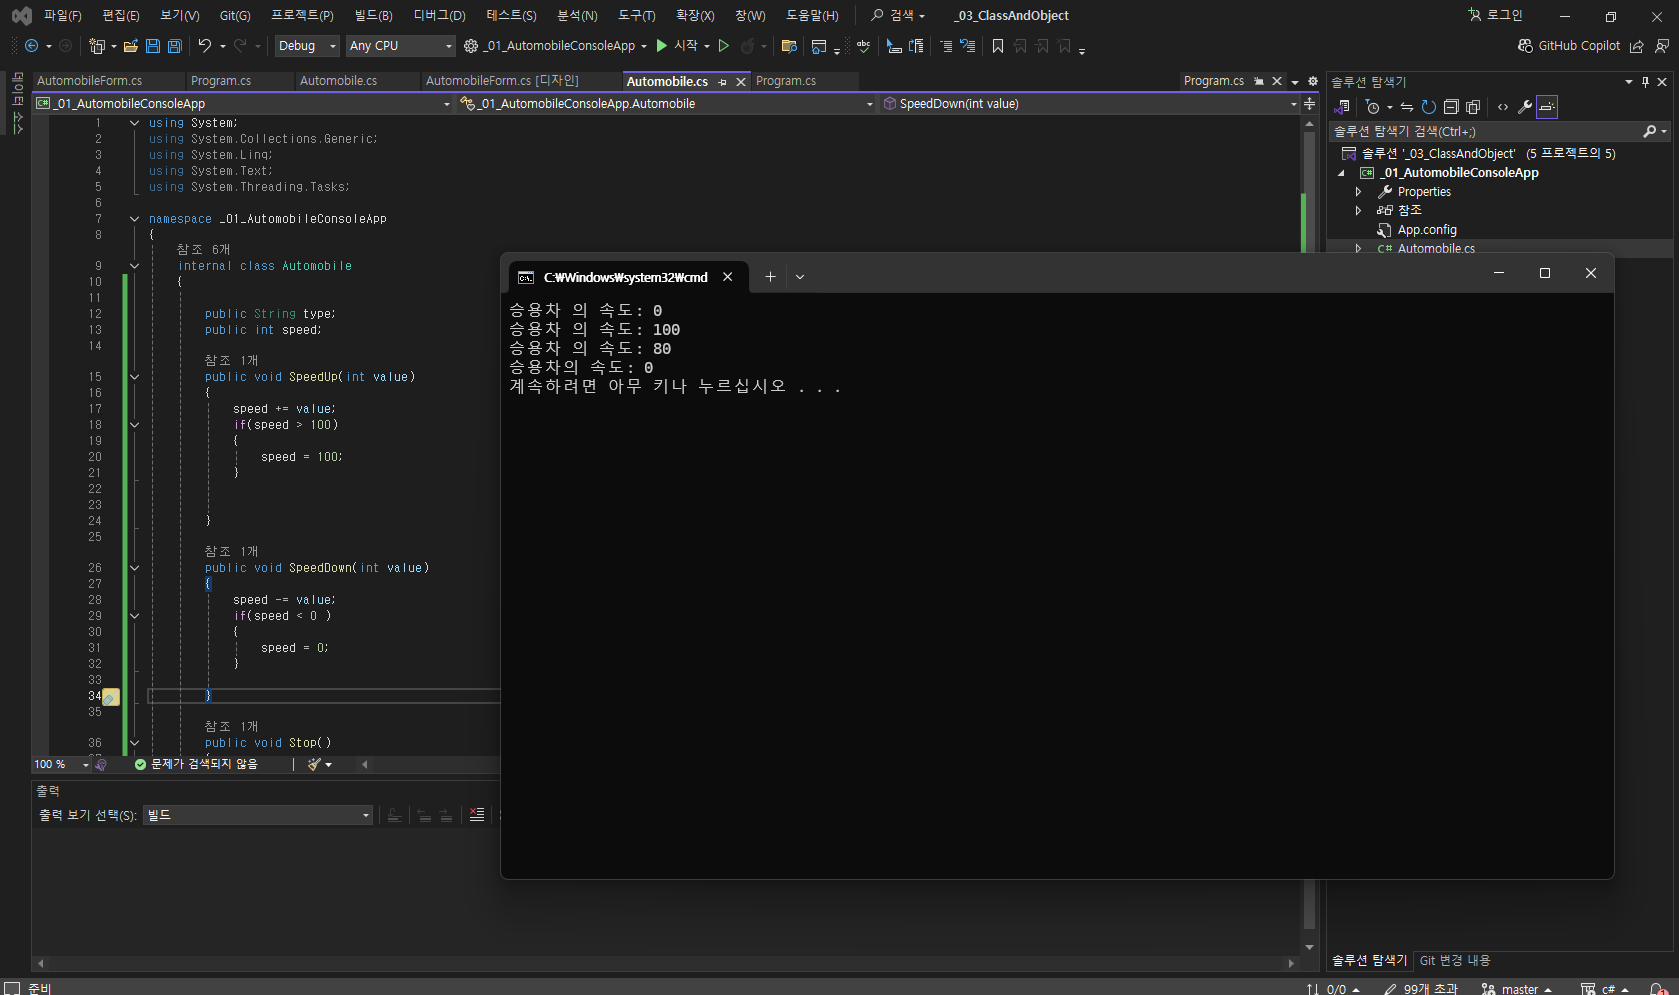 파일(F) 편집(E) 보기(V) Git(G) 프로젝트(P) 빌드(B) 디버그(D) 테스트(S) 분석(N) 도구(T) 확장(X) 창(W) 도움말(H) 검색 _03_ClassAndObject 로그인
Debug Any CPU _01_AutomobileConsoleApp 시작 GitHub Copilot
AutomobileForm.cs Program.cs Automobile.cs AutomobileForm.cs [디자인] Automobile.cs Program.cs Program.cs
데이터 소스
_01_AutomobileConsoleApp _01_AutomobileConsoleApp.Automobile SpeedDown(int value)
1 using System;
2 using System.Collections.Generic;
3 using System.Linq;
4 using System.Text;
5 using System.Threading.Tasks;
6
7 namespace _01_AutomobileConsoleApp
8 {
참조 6개
9 internal class Automobile
10 {
11
12 public String type;
13 public int speed;
14
참조 1개
15 public void SpeedUp(int value)
16 {
17 speed += value;
18 if(speed > 100)
19 {
20 speed = 100;
21 }
22
23
24 }
25
참조 1개
26 public void SpeedDown(int value)
27 {
28 speed -= value;
29 if(speed < 0 )
30 {
31 speed = 0;
32 }
33
34 }
35
참조 1개
36 public void Stop()
100 % 문제가 검색되지 않음
출력
출력 보기 선택(S): 빌드
C:₩Windows₩system32₩cmd
승용차 의 속도: 0
승용차 의 속도: 100
승용차 의 속도: 80
승용차의 속도: 0
계속하려면 아무 키나 누르십시오 . . .
솔루션 탐색기
솔루션 탐색기 검색(Ctrl+;)
솔루션 '_03_ClassAndObject' (5 프로젝트의 5)
_01_AutomobileConsoleApp
Properties
참조
App.config
C# Automobile.cs
솔루션 탐색기 Git 변경 내용
준비 0/0 99개 초과 master c#